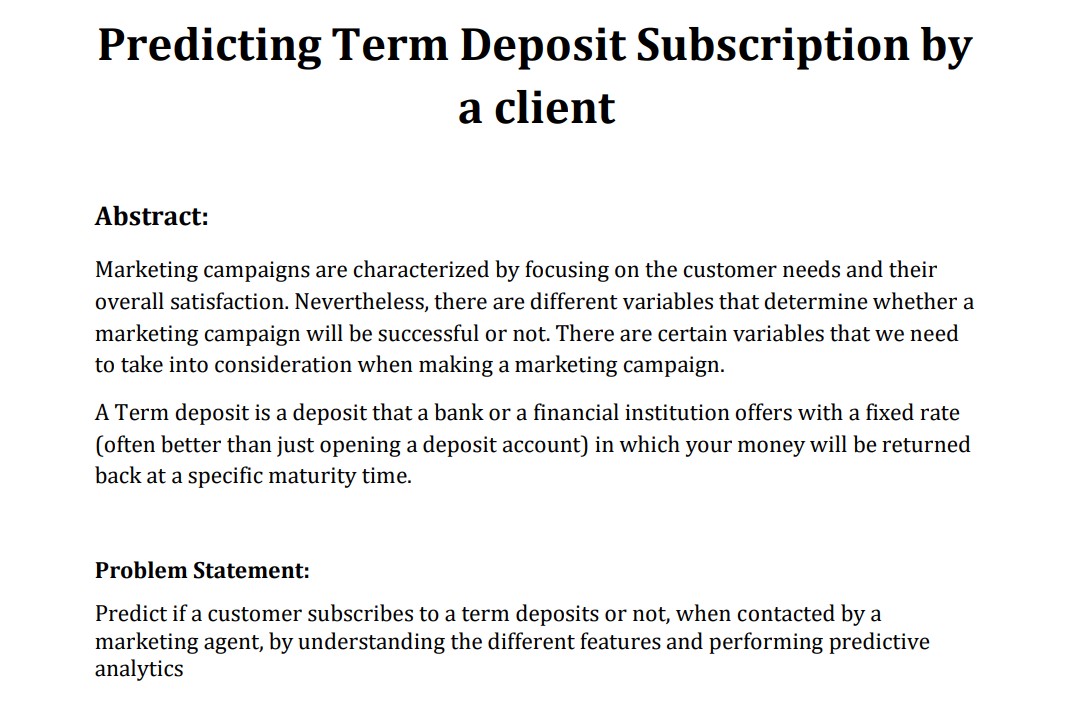 Predicting Term Deposit Subscription by
a client
Abstract:
Marketing campaigns are characterized by focusing on the customer needs and their
overall satisfaction. Nevertheless, there are different variables that determine whether a
marketing campaign will be successful or not. There are certain variables that we need
to take into consideration when making a marketing campaign.
A Term deposit is a deposit that a bank or a financial institution offers with a fixed rate
(often better than just opening a deposit account) in which your money will be returned
back at a specific maturity time.
Problem Statement:
Predict if a customer subscribes to a term deposits or not, when contacted by a
marketing agent, by understanding the different features and performing predictive
analytics